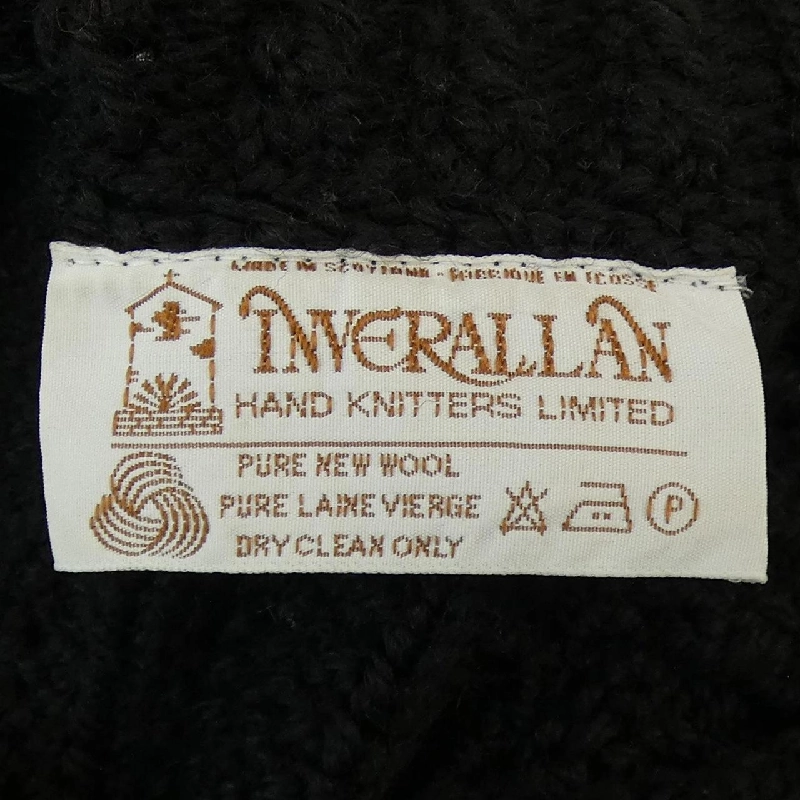 MADE IN SCOTLAND - FABRIQUE EN ECOSSE
INVERALLAN
HAND KNITTERS LIMITED
PURE NEW WOOL
PURE LAINE VIERGE
DRY CLEAN ONLY
P